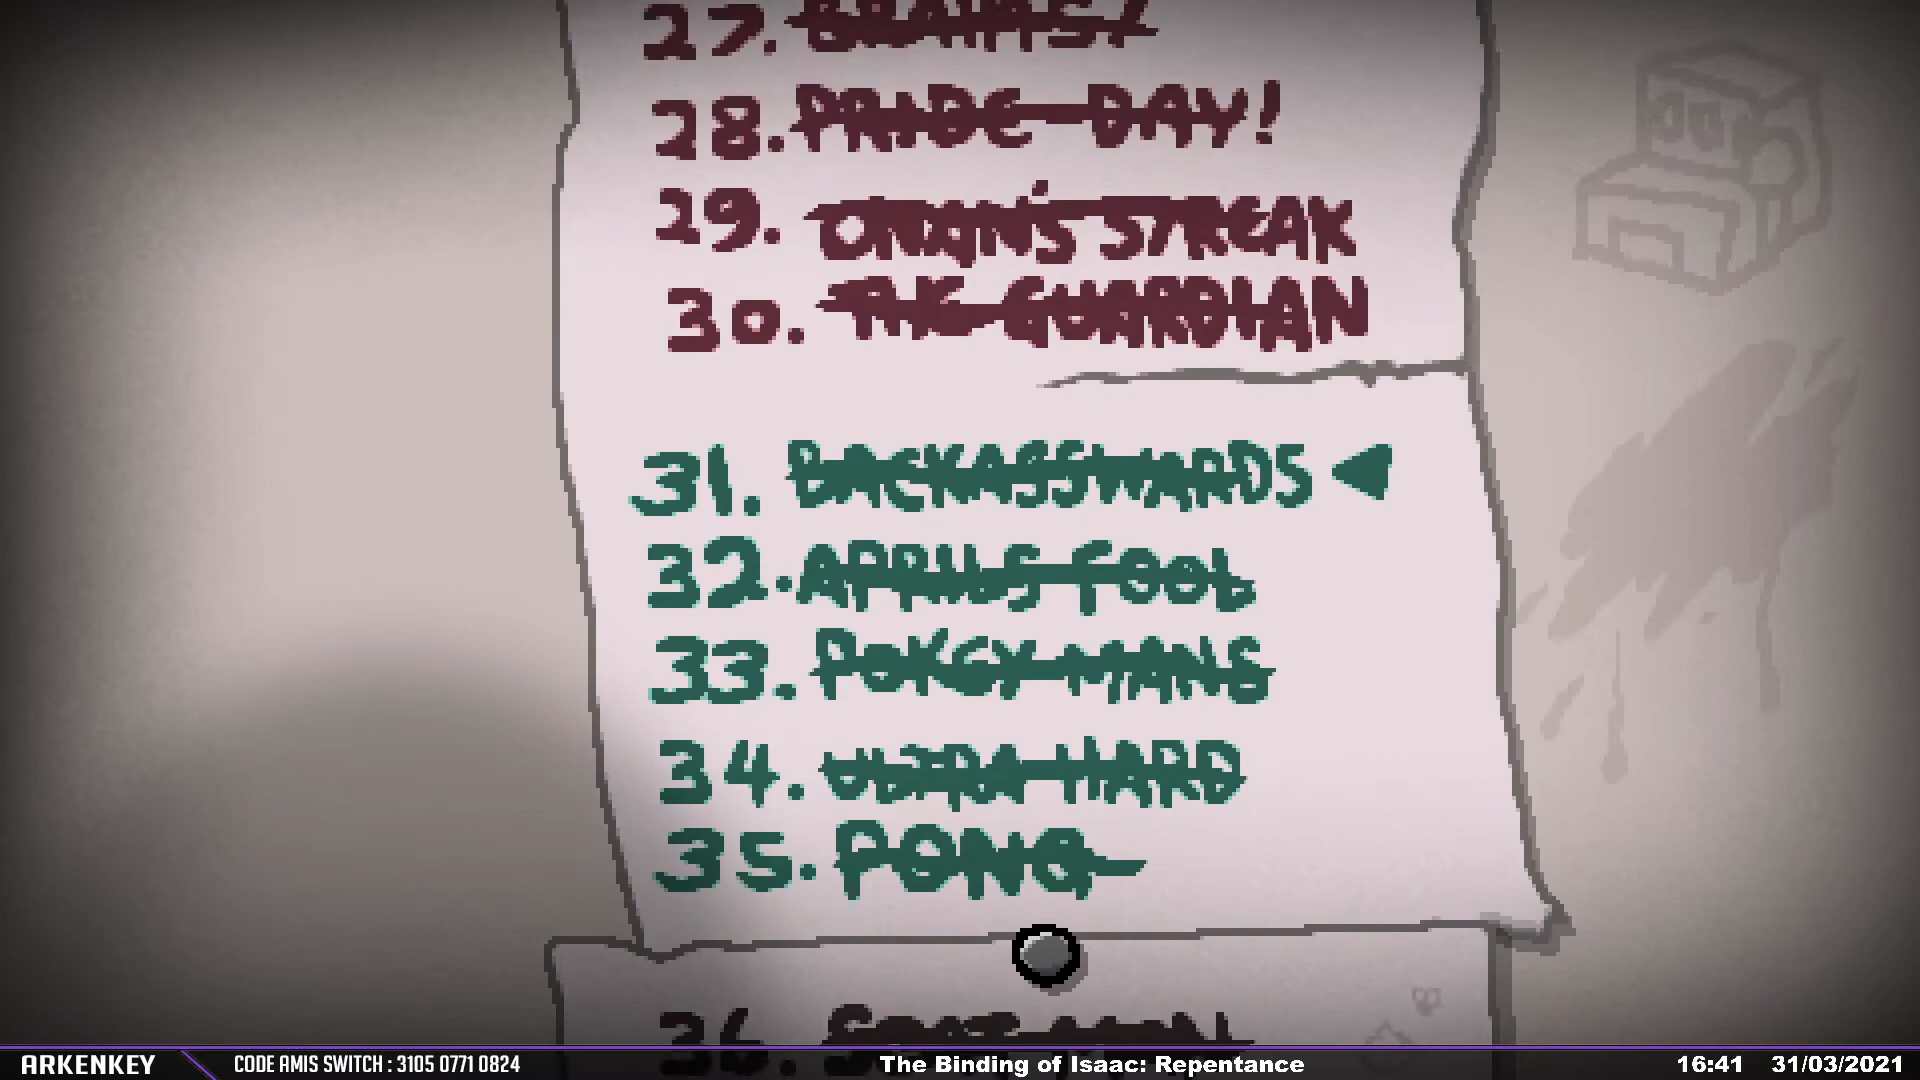 27. BRAINS!
28. PRIDE DAY!
29. ONAN'S STREAK
30. THE GUARDIAN
31. BACKASSWARDS
32. APRILS FOOL
33. POKEY MANS
34. ULTRA HARD
35. PONG
36.
ARKENKEY
CODE AMIS SWITCH : 3105 0771 0824
The Binding of Isaac: Repentance
16:41
31/03/2021